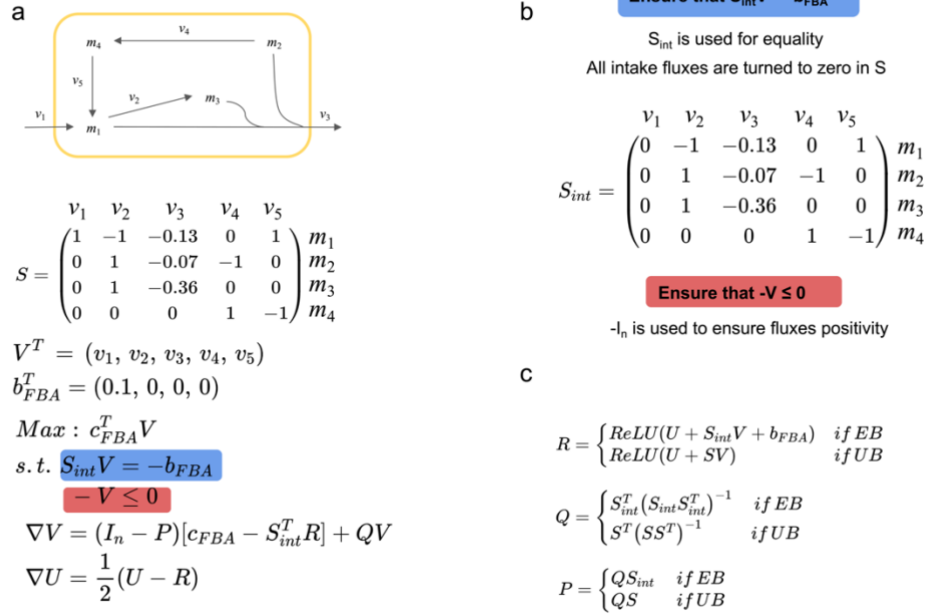 a
v4
m4 m2
v5
v2
m3
v1
v3
m1
v1 v2 v3 v4 v5
S = ( 1 −1 −0.13 0 1 ) m1
0 1 −0.07 −1 0 m2
0 1 −0.36 0 0 m3
0 0 0 1 −1 m4
V^T = (v1, v2, v3, v4, v5)
b^T_FBA = (0.1, 0, 0, 0)
Max : c^T_FBA V
s.t. S_int V = −b_FBA
− V ≤ 0
∇V = (I_n − P)[c_FBA − S^T_int R] + QV
∇U = 1/2 (U − R)
b
S_int is used for equality
All intake fluxes are turned to zero in S
v1 v2 v3 v4 v5
S_int = ( 0 −1 −0.13 0 1 ) m1
0 1 −0.07 −1 0 m2
0 1 −0.36 0 0 m3
0 0 0 1 −1 m4
Ensure that -V ≤ 0
-I_n is used to ensure fluxes positivity
c
R = { ReLU(U + S_int V + b_FBA) if EB
ReLU(U + SV) if UB
Q = { S^T_int (S_int S^T_int)^−1 if EB
S^T (SS^T)^−1 if UB
P = { QS_int if EB
QS if UB